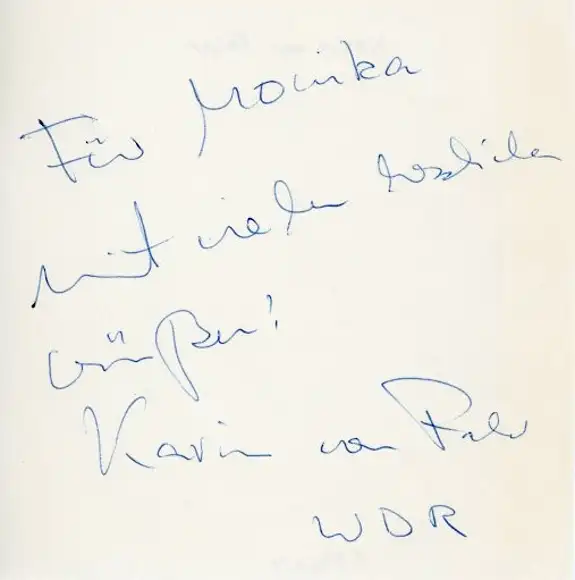 Für Monika
mit vielen herzlichen
Grüßen!
Karin von
WDR